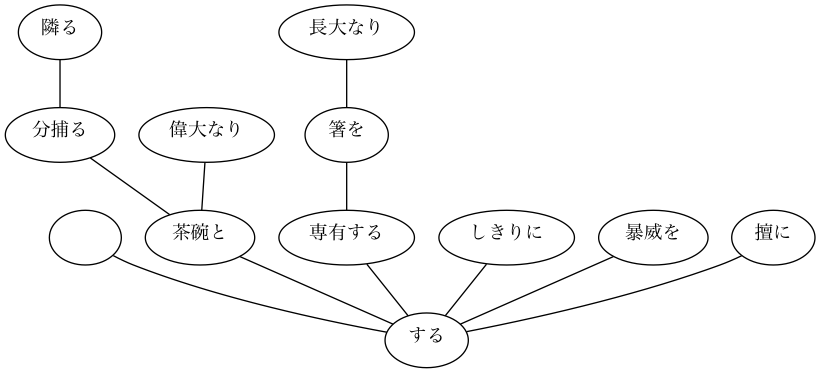 隣る
長大なり
分捕る
偉大なり
箸を
茶碗と
専有する
しきりに
暴威を
擅に
する